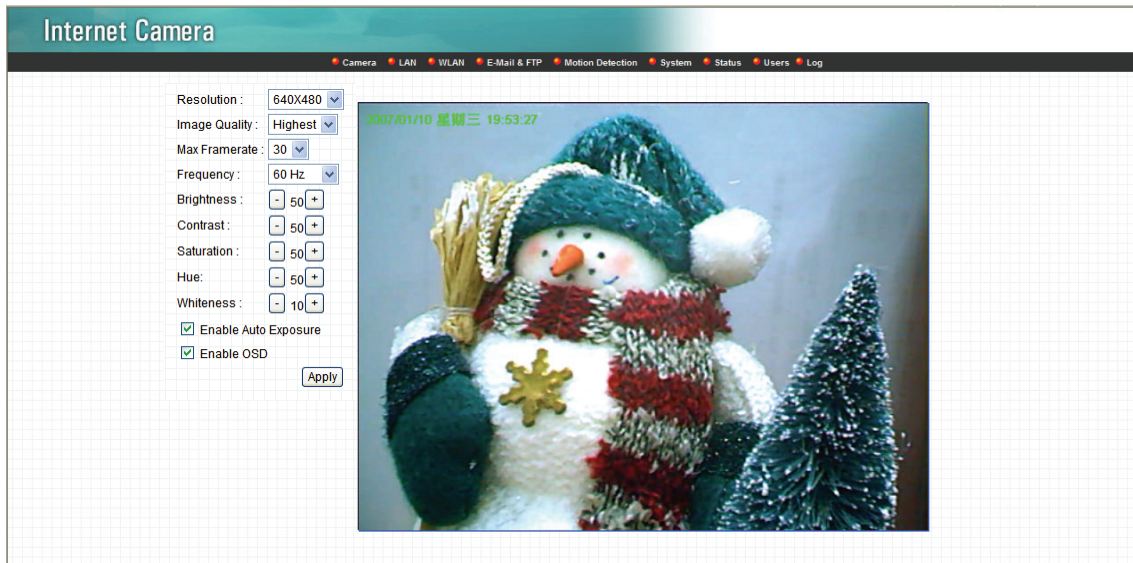 Internet Camera
Camera LAN WLAN E-Mail & FTP Motion Detection System Status Users Log
Resolution : 640X480
Image Quality : Highest
Max Framerate : 30
Frequency : 60 Hz
Brightness : - 50 +
Contrast : - 50 +
Saturation : - 50 +
Hue: - 50 +
Whiteness : - 10 +
Enable Auto Exposure
Enable OSD
Apply
2007/01/10 星期三 19:53:27